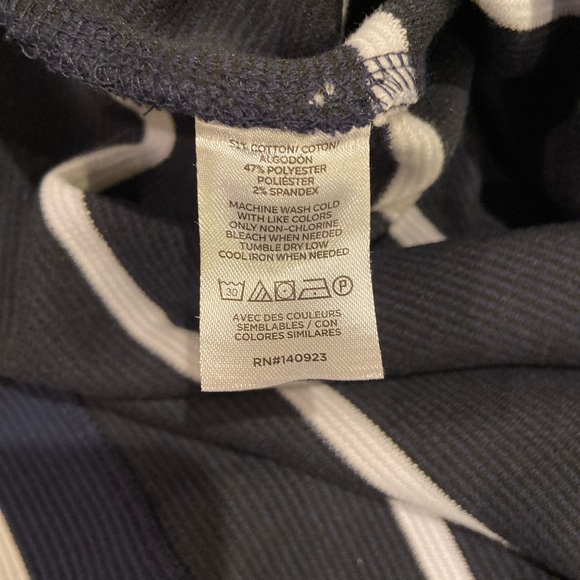 51% COTTON/ COTON/
ALGODÓN
47% POLYESTER
POLIÉSTER
2% SPANDEX
MACHINE WASH COLD
WITH LIKE COLORS
ONLY NON-CHLORINE
BLEACH WHEN NEEDED
TUMBLE DRY LOW
COOL IRON WHEN NEEDED
30 P
AVEC DES COULEURS
SEMBLABLES / CON
COLORES SIMILARES
RN#140923